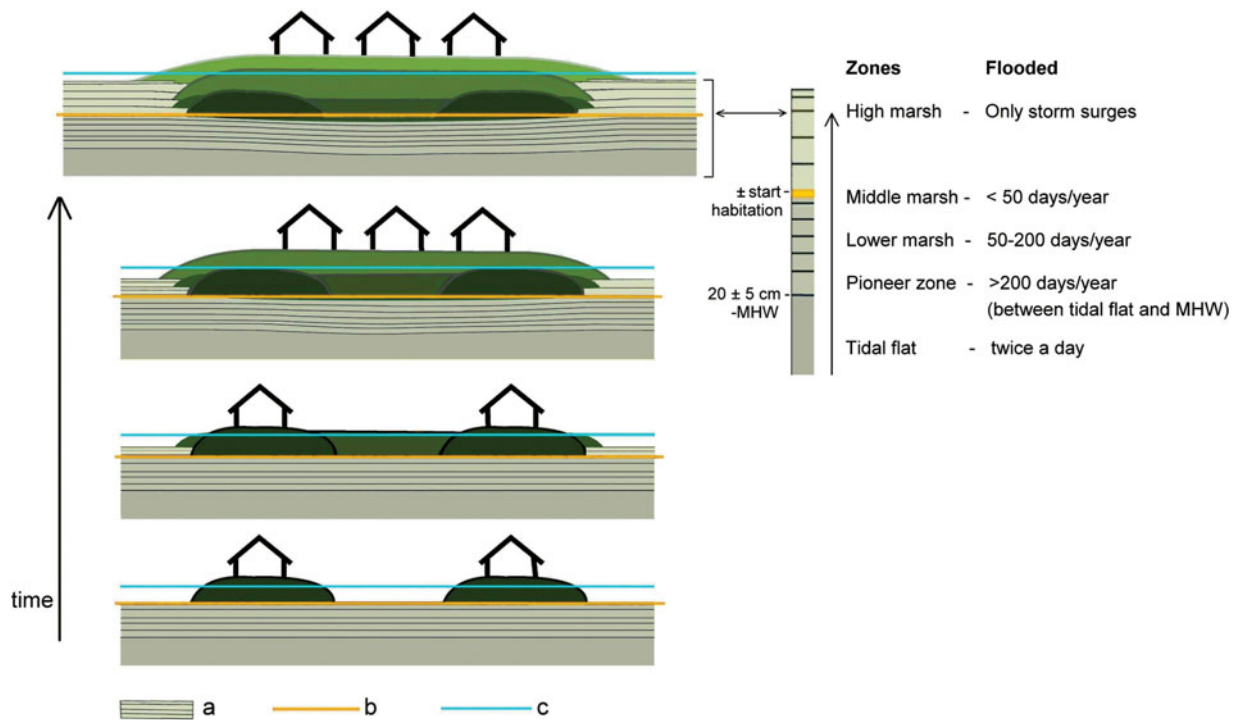 Zones Flooded
High marsh - Only storm surges
± start
habitation
Middle marsh - < 50 days/year
Lower marsh - 50-200 days/year
Pioneer zone - >200 days/year
(between tidal flat and MHW)
20 ± 5 cm
-MHW
Tidal flat - twice a day
time
a b c